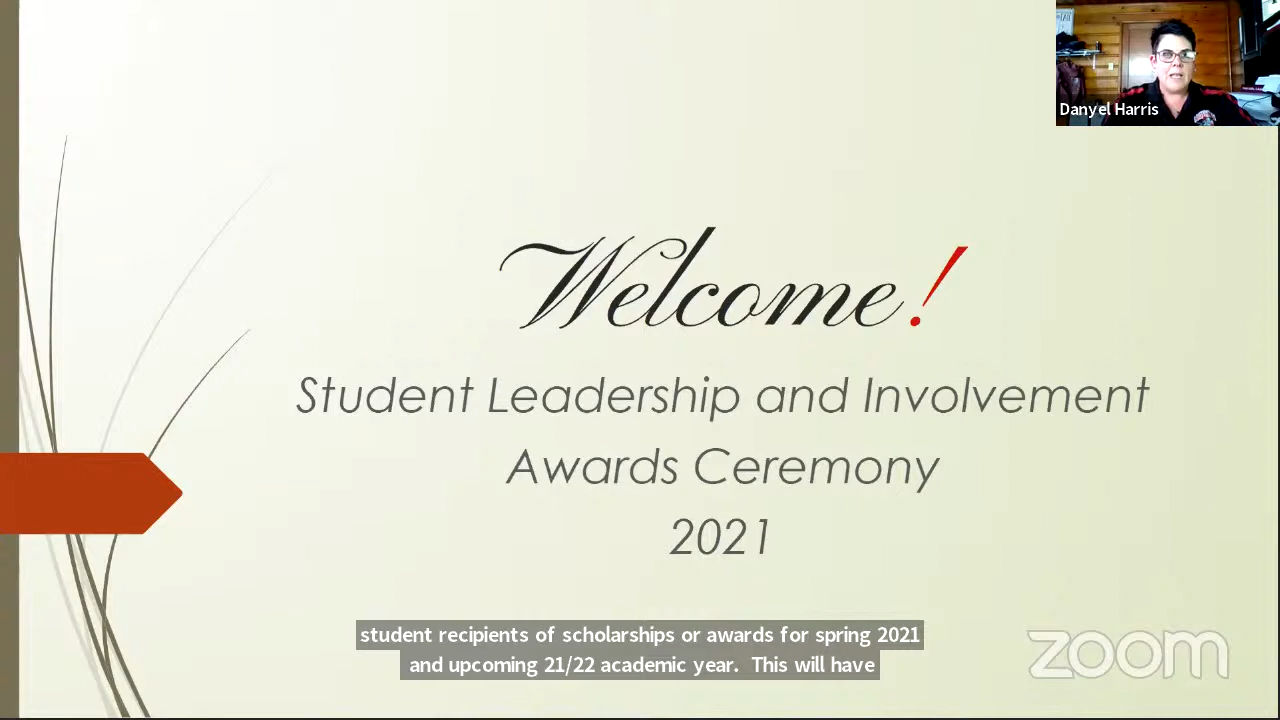 Danyel Harris
Welcome!
Student Leadership and Involvement
Awards Ceremony
2021
student recipients of scholarships or awards for spring 2021
and upcoming 21/22 academic year.  This will have
zoom